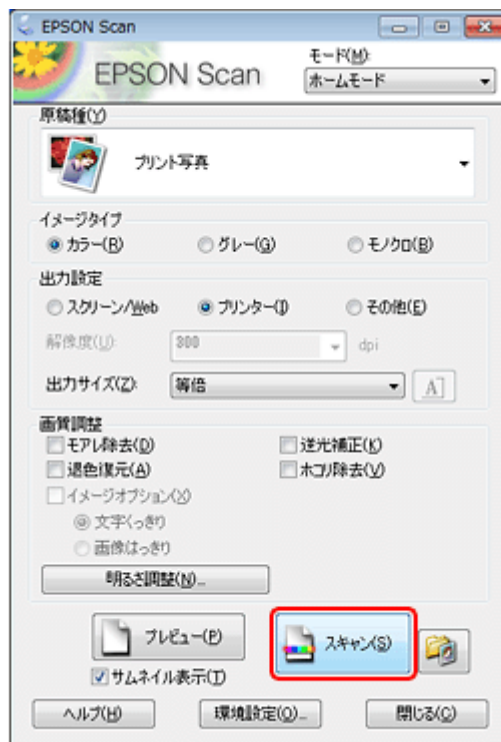 EPSON Scan
EPSON Scan
モード(M):
ホームモード
原稿種(Y)
プリント写真
イメージタイプ
カラー(R) グレー(G) モノクロ(B)
出力設定
スクリーン/Web プリンター(I) その他(E)
解像度(U): 300 dpi
出力サイズ(Z): 等倍 A
画質調整
モアレ除去(D) 逆光補正(K)
退色復元(A) ホコリ除去(V)
イメージオプション(X)
文字くっきり
画像はっきり
明るさ調整(N)...
プレビュー(P) スキャン(S)
サムネイル表示(T)
ヘルプ(H) 環境設定(O)... 閉じる(C)